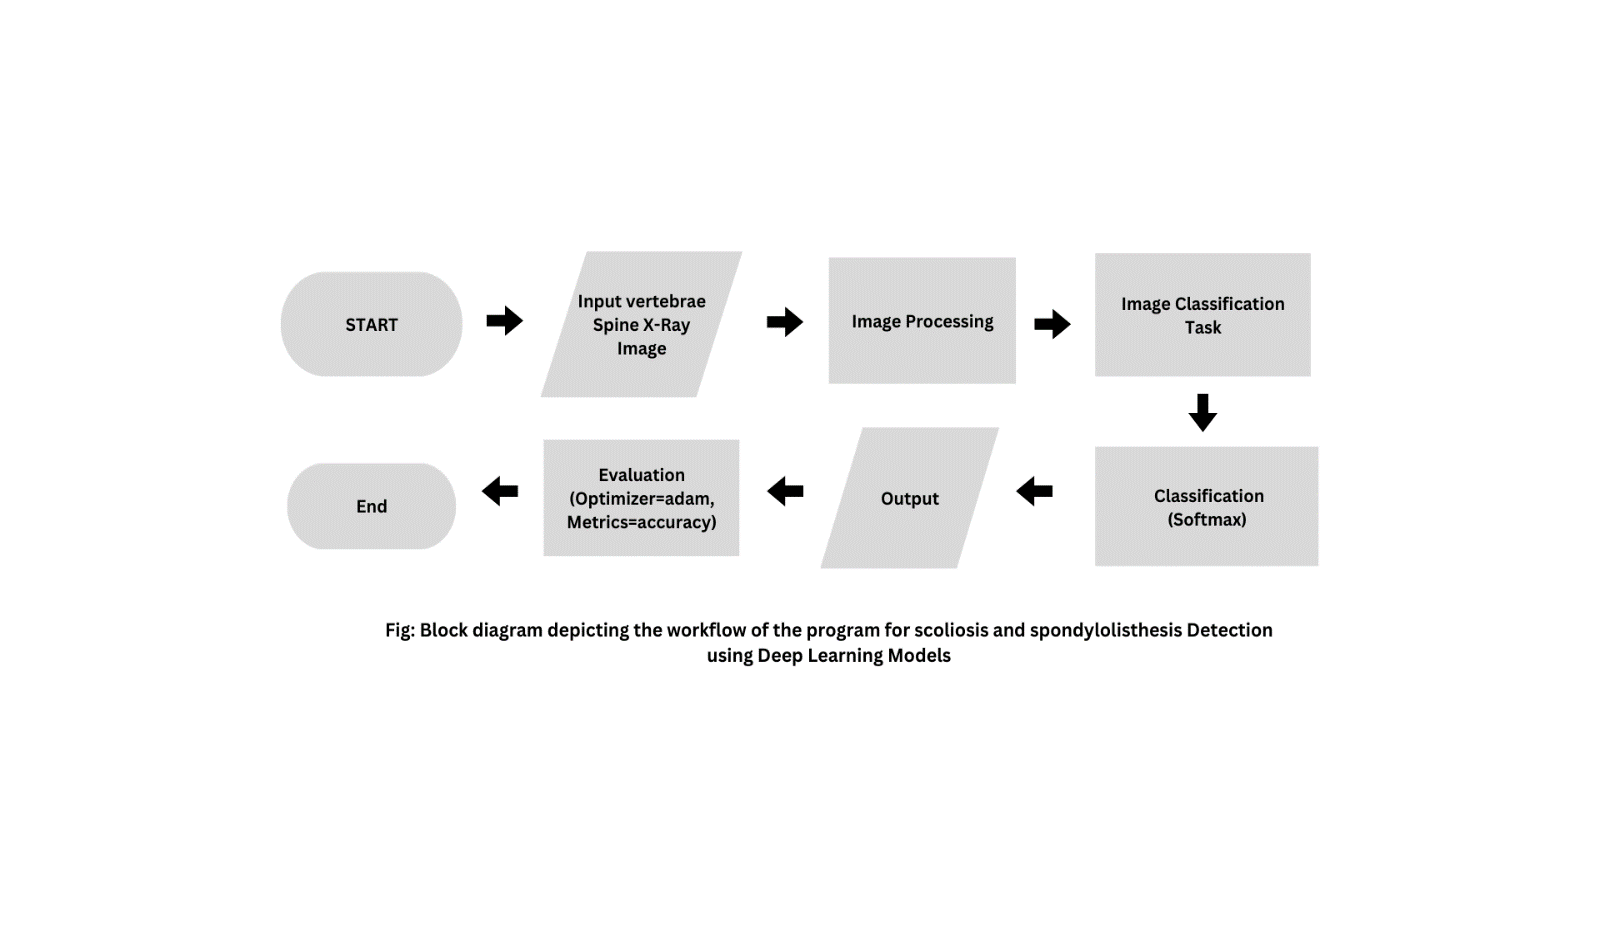 START
Input vertebrae
Spine X-Ray
Image
Image Processing
Image Classification
Task
Classification
(Softmax)
Output
Evaluation
(Optimizer=adam,
Metrics=accuracy)
End
Fig: Block diagram depicting the workflow of the program for scoliosis and spondylolisthesis Detection
using Deep Learning Models